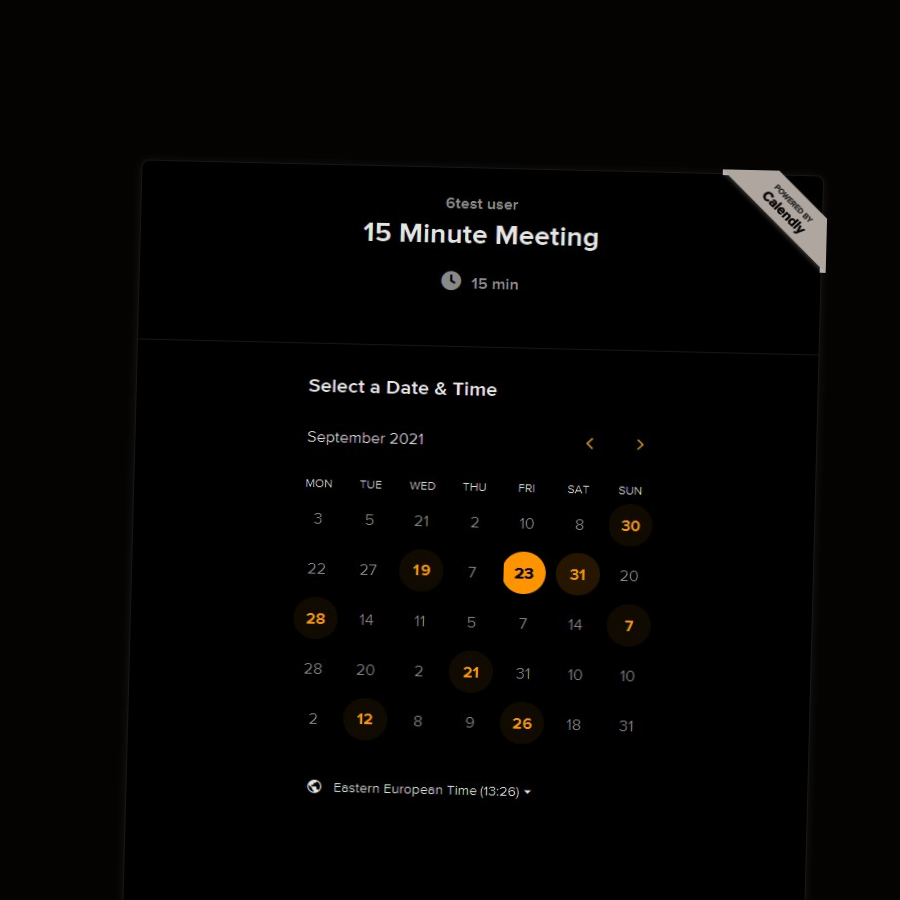 POWERED BY
Calendly
6test user
15 Minute Meeting
15 min
Select a Date & Time
September 2021
MON TUE WED THU FRI SAT SUN
3 5 21 2 10 8 30
22 27 19 7 23 31 20
28 14 11 5 7 14 7
28 20 2 21 31 10 10
2 12 8 9 26 18 31
Eastern European Time (13:26)